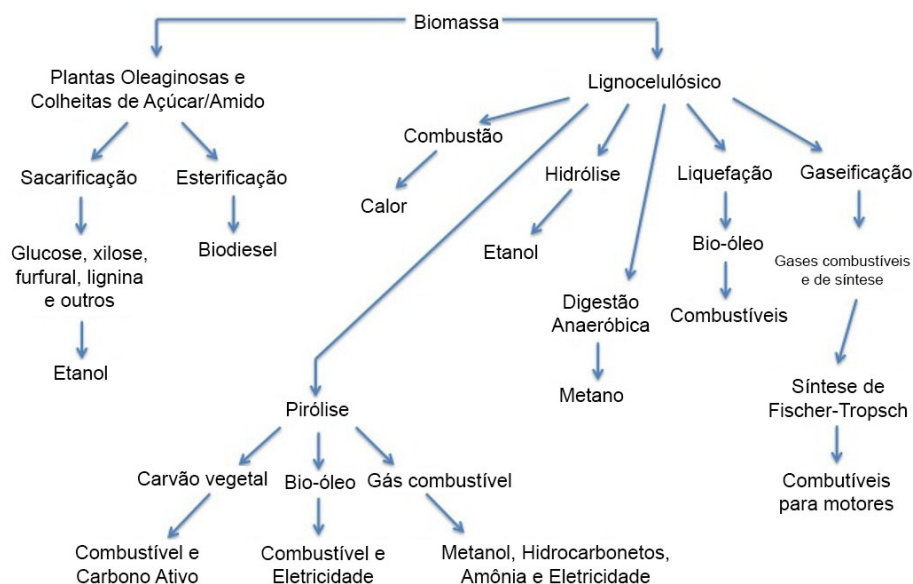 Biomassa
Plantas Oleaginosas e
Colheitas de Açúcar/Amido
Lignocelulósico
Sacarificação
Esterificação
Combustão
Hidrólise
Liquefação
Gaseificação
Glucose, xilose,
furfural, lignina
e outros
Biodiesel
Calor
Etanol
Bio-óleo
Gases combustíveis
e de síntese
Etanol
Digestão
Anaeróbica
Combustíveis
Metano
Síntese de
Fischer-Tropsch
Pirólise
Carvão vegetal
Bio-óleo
Gás combustível
Combutíveis
para motores
Combustível e
Carbono Ativo
Combustível e
Eletricidade
Metanol, Hidrocarbonetos,
Amônia e Eletricidade